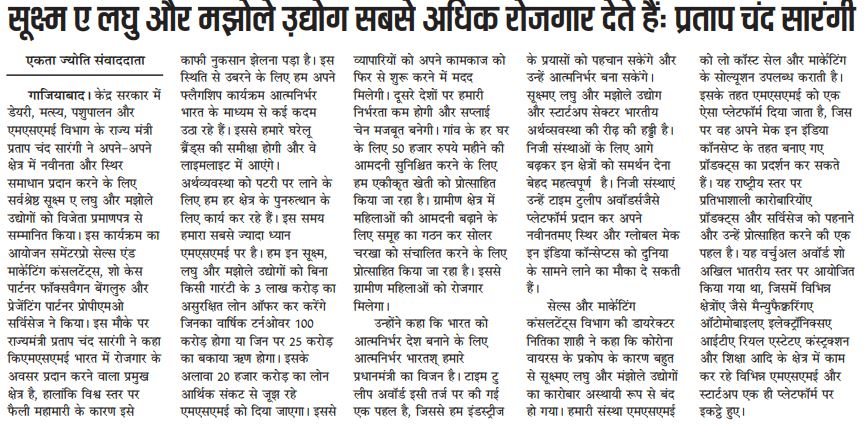 सूक्ष्म ए लघु और मझोले उ़द्योग सबसे अधिक रोजगार देते हैंः प्रताप चंद सारंगी
एकता ज्योति संवाददाता
गाजियाबाद। केंद्र सरकार में
डेयरी, मत्स्य, पशुपालन और
एमएसएमई विभाग के राज्य मंत्री
प्रताप चंद सारंगी ने अपने-अपने
क्षेत्र में नवीनता और स्थिर
समाधान प्रदान करने के लिए
सर्वश्रेष्ठ सूक्ष्म ए लघु और मझोले
उद्योगों को विजेता प्रमाणपत्र से
सम्मानित किया। इस कार्यक्रम का
आयोजन समेंटरप्रो सेल्स एंड
मार्केटिंग कंसलटेंट्स, शो केस
पार्टनर फॉक्सवैगन बेंगलुरु और
प्रेजेंटिंग पार्टनर प्रोपीएमओ
सर्विसेज ने किया। इस मौके पर
राज्यमंत्री प्रताप चंद सारंगी ने कहा
किएमएसएमई भारत में रोजगार के
अवसर प्रदान करने वाला प्रमुख
क्षेत्र है, हालांकि विश्व स्तर पर
फैली महामारी के कारण इसे
काफी नुकसान झेलना पड़ा है। इस
स्थिति से उबरने के लिए हम अपने
फ्लैगशिप कार्यक्रम आत्मनिर्भर
भारत के माध्यम से कई कदम
उठा रहे हैं। इससे हमारे घरेलू
ब्रैंड्स की समीक्षा होगी और वे
लाइमलाइट में आएंगे।
अर्थव्यवस्था को पटरी पर लाने के
लिए हम हर क्षेत्र के पुनरुत्थान के
लिए कार्य कर रहे हैं। इस समय
हमारा सबसे ज्यादा ध्यान
एमएसएमई पर है। हम इन सूक्ष्म,
लघु और मझोले उद्योगों को बिना
किसी गारंटी के 3 लाख करोड़ का
असुरक्षित लोन ऑफर कर करेंगे
जिनका वार्षिक टर्नओवर 100
करोड़ होगा या जिन पर 25 करोड़
का बकाया ऋण होगा। इसके
अलावा 20 हजार करोड़ का लोन
आर्थिक संकट से जूझ रहे
एमएसएमई को दिया जाएगा। इससे
व्यापारियों को अपने कामकाज को
फिर से शुरू करने में मदद
मिलेगी। दूसरे देशों पर हमारी
निर्भरता कम होगी और सप्लाई
चेन मजबूत बनेगी। गांव के हर घर
के लिए 50 हजार रुपये महीने की
आमदनी सुनिश्चित करने के लिए
हम एकीकृत खेती को प्रोत्साहित
किया जा रहा है। ग्रामीण क्षेत्र में
महिलाओं की आमदनी बढ़ाने के
लिए समूह का गठन कर सोलर
चरखा को संचालित करने के लिए
प्रोत्साहित किया जा रहा है। इससे
ग्रामीण महिलाओं को रोजगार
मिलेगा।
उन्होंने कहा कि भारत को
आत्मनिर्भर देश बनाने के लिए
आत्मनिर्भर भारतश् हमारे
प्रधानमंत्री का विजन है। टाइम टु
लीप अवॉर्ड इसी तर्ज पर की गई
एक पहल है, जिससे हम इंडस्ट्रीज
के प्रयासों को पहचान सकेंगे और
उन्हें आत्मनिर्भर बना सकेंगे।
सूक्ष्मए लघु और मझोले उद्योग
और स्टार्टअप सेक्टर भारतीय
अर्थव्यवस्था की रीढ़ की हड्डी है।
निजी संस्थाओं के लिए आगे
बढ़कर इन क्षेत्रों को समर्थन देना
बेहद महत्वपूर्ण है। निजी संस्थाएं
उन्हें टाइम टुलीप अवॉडर्सजैसे
प्लेटफॉर्म प्रदान कर अपने
नवीनतमए स्थिर और ग्लोबल मेक
इन इंडिया कॉन्सेपट्स को दुनिया
के सामने लाने का मौका दे सकती
हैं।
सेल्स और मार्केटिंग
कंसलटेंट्स विभाग की डायरेक्टर
नितिका शाही ने कहा कि कोरोना
वायरस के प्रकोप के कारण बहुत
से सूक्ष्मए लघु और मंझोले उद्योगों
का कारोबार अस्थायी रूप से बंद
हो गया। हमारी संस्था एमएसएमई
को लो कॉस्ट सेल और मार्केटिंग
के सोल्यूशन उपलब्ध कराती है।
इसके तहत एमएसएमई को एक
ऐसा प्लेटफॉर्म दिया जाता है, जिस
पर वह अपने मेक इन इंडिया
कॉनसेप्ट के तहत बनाए गए
प्रॉडक्ट्स का प्रदर्शन कर सकते
हैं। यह राष्ट्रीय स्तर पर
प्रतिभाशाली कारोबारियोंए
प्रॉडक्ट्स और सर्विसेज को पहनाने
और उन्हें प्रोत्साहित करने की एक
पहल है। यह वर्चुअल अवॉर्ड शो
अखिल भातरीय स्तर पर आयोजित
किया गया था, जिसमें विभिन्न
क्षेत्रोंए जैसे मैन्युफैक्रिंगए
ऑटोमोबाइलए इलेक्ट्रॉनिक्सए
आईटीए रियल एस्टेटए कंस्ट्रक्शन
और शिक्षा आदि के क्षेत्र में काम
कर रहे विभिन्न एमएसएमई और
स्टार्टअप एक ही प्लेटफॉर्म पर
इकट्ठे हुए।